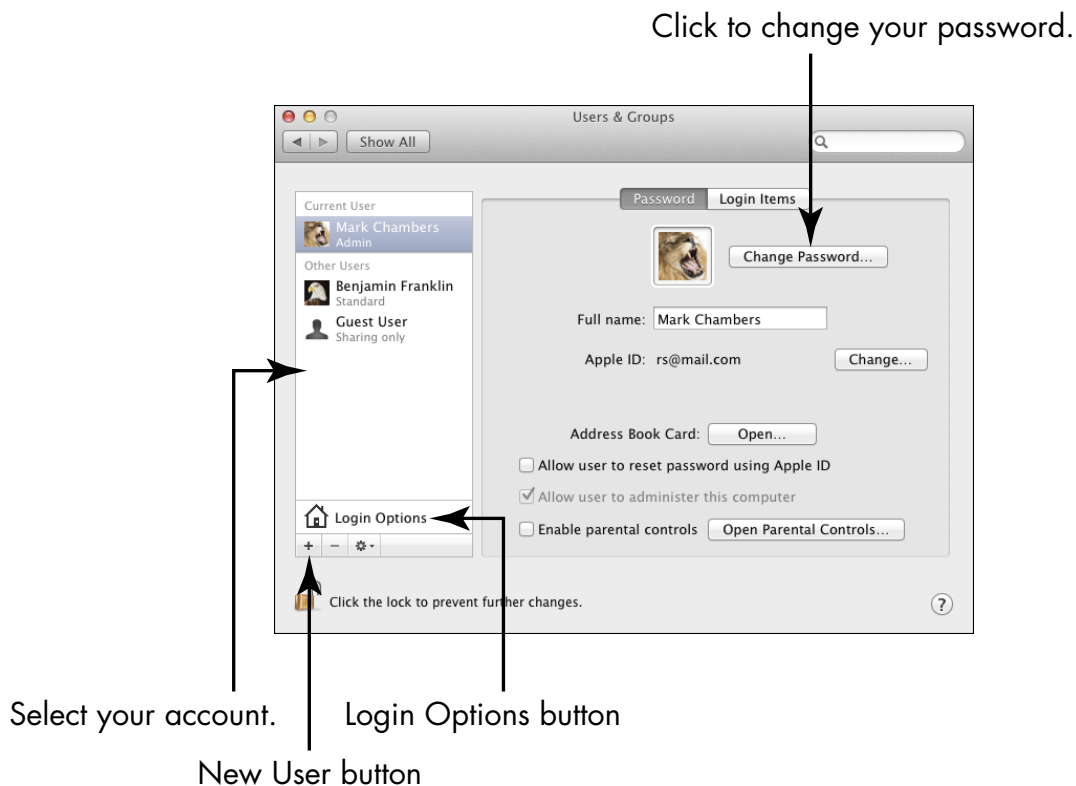 Click to change your password.
Users & Groups
Show All
Password Login Items
Current User
Mark Chambers
Admin
Other Users
Benjamin Franklin
Standard
Guest User
Sharing only
Change Password...
Full name: Mark Chambers
Apple ID: rs@mail.com Change...
Address Book Card: Open...
Allow user to reset password using Apple ID
Allow user to administer this computer
Enable parental controls Open Parental Controls...
Login Options
+ −
Click the lock to prevent further changes.
?
Select your account.
Login Options button
New User button